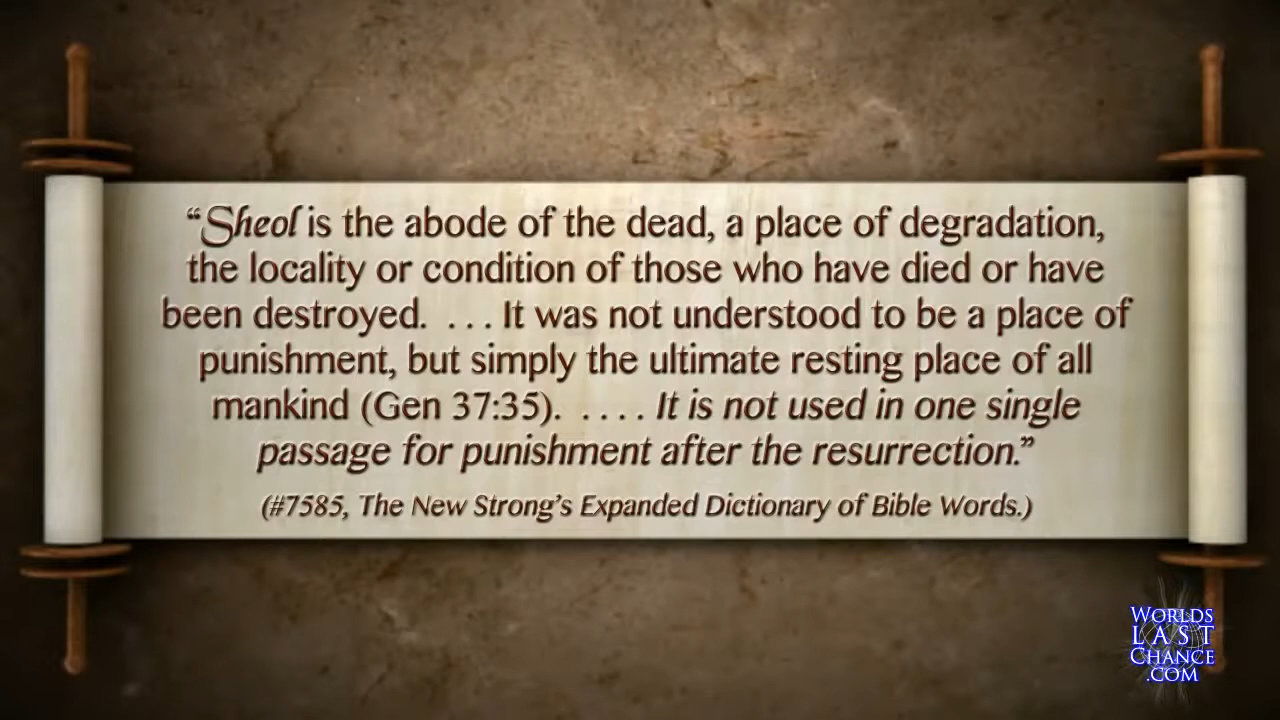 “Sheol is the abode of the dead, a place of degradation,
the locality or condition of those who have died or have
been destroyed. . . . It was not understood to be a place of
punishment, but simply the ultimate resting place of all
mankind (Gen 37:35). . . . . It is not used in one single
passage for punishment after the resurrection.”
(#7585, The New Strong’s Expanded Dictionary of Bible Words.)
WORLDS
LAST
CHANCE
.COM